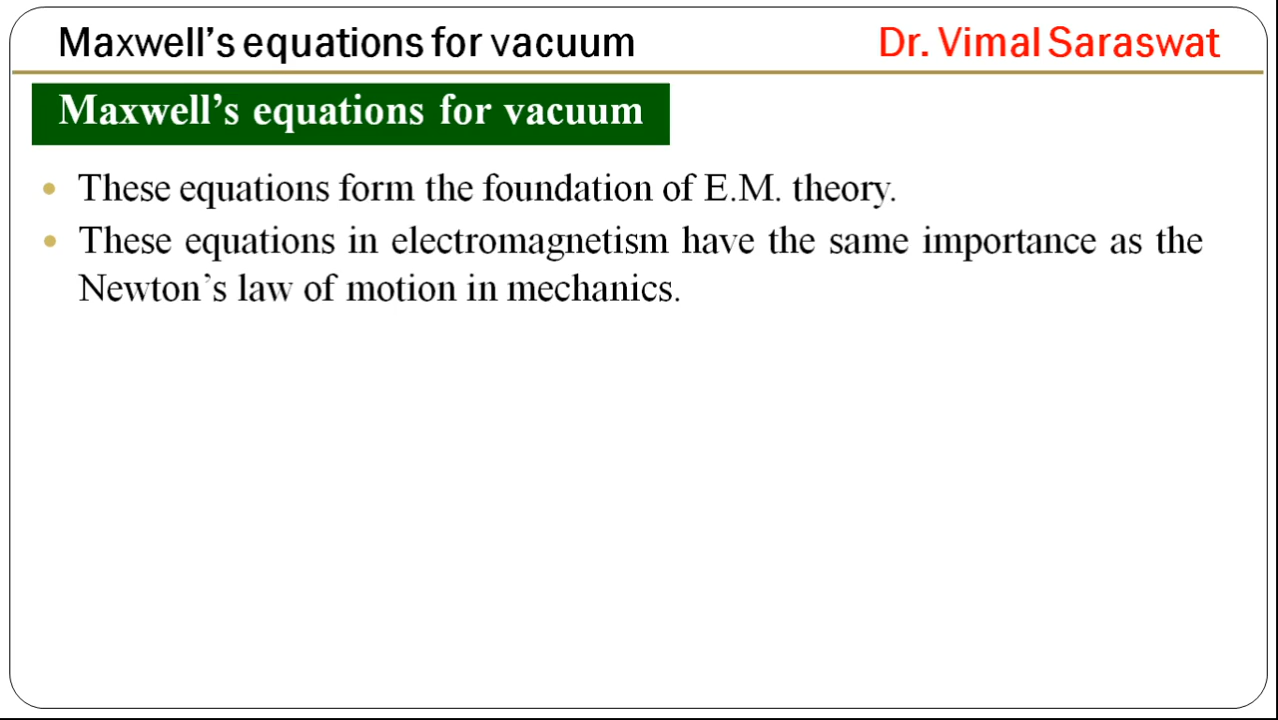 Maxwell's equations for vacuum
Dr. Vimal Saraswat
Maxwell's equations for vacuum
• These equations form the foundation of E.M. theory.
• These equations in electromagnetism have the same importance as the
Newton's law of motion in mechanics.